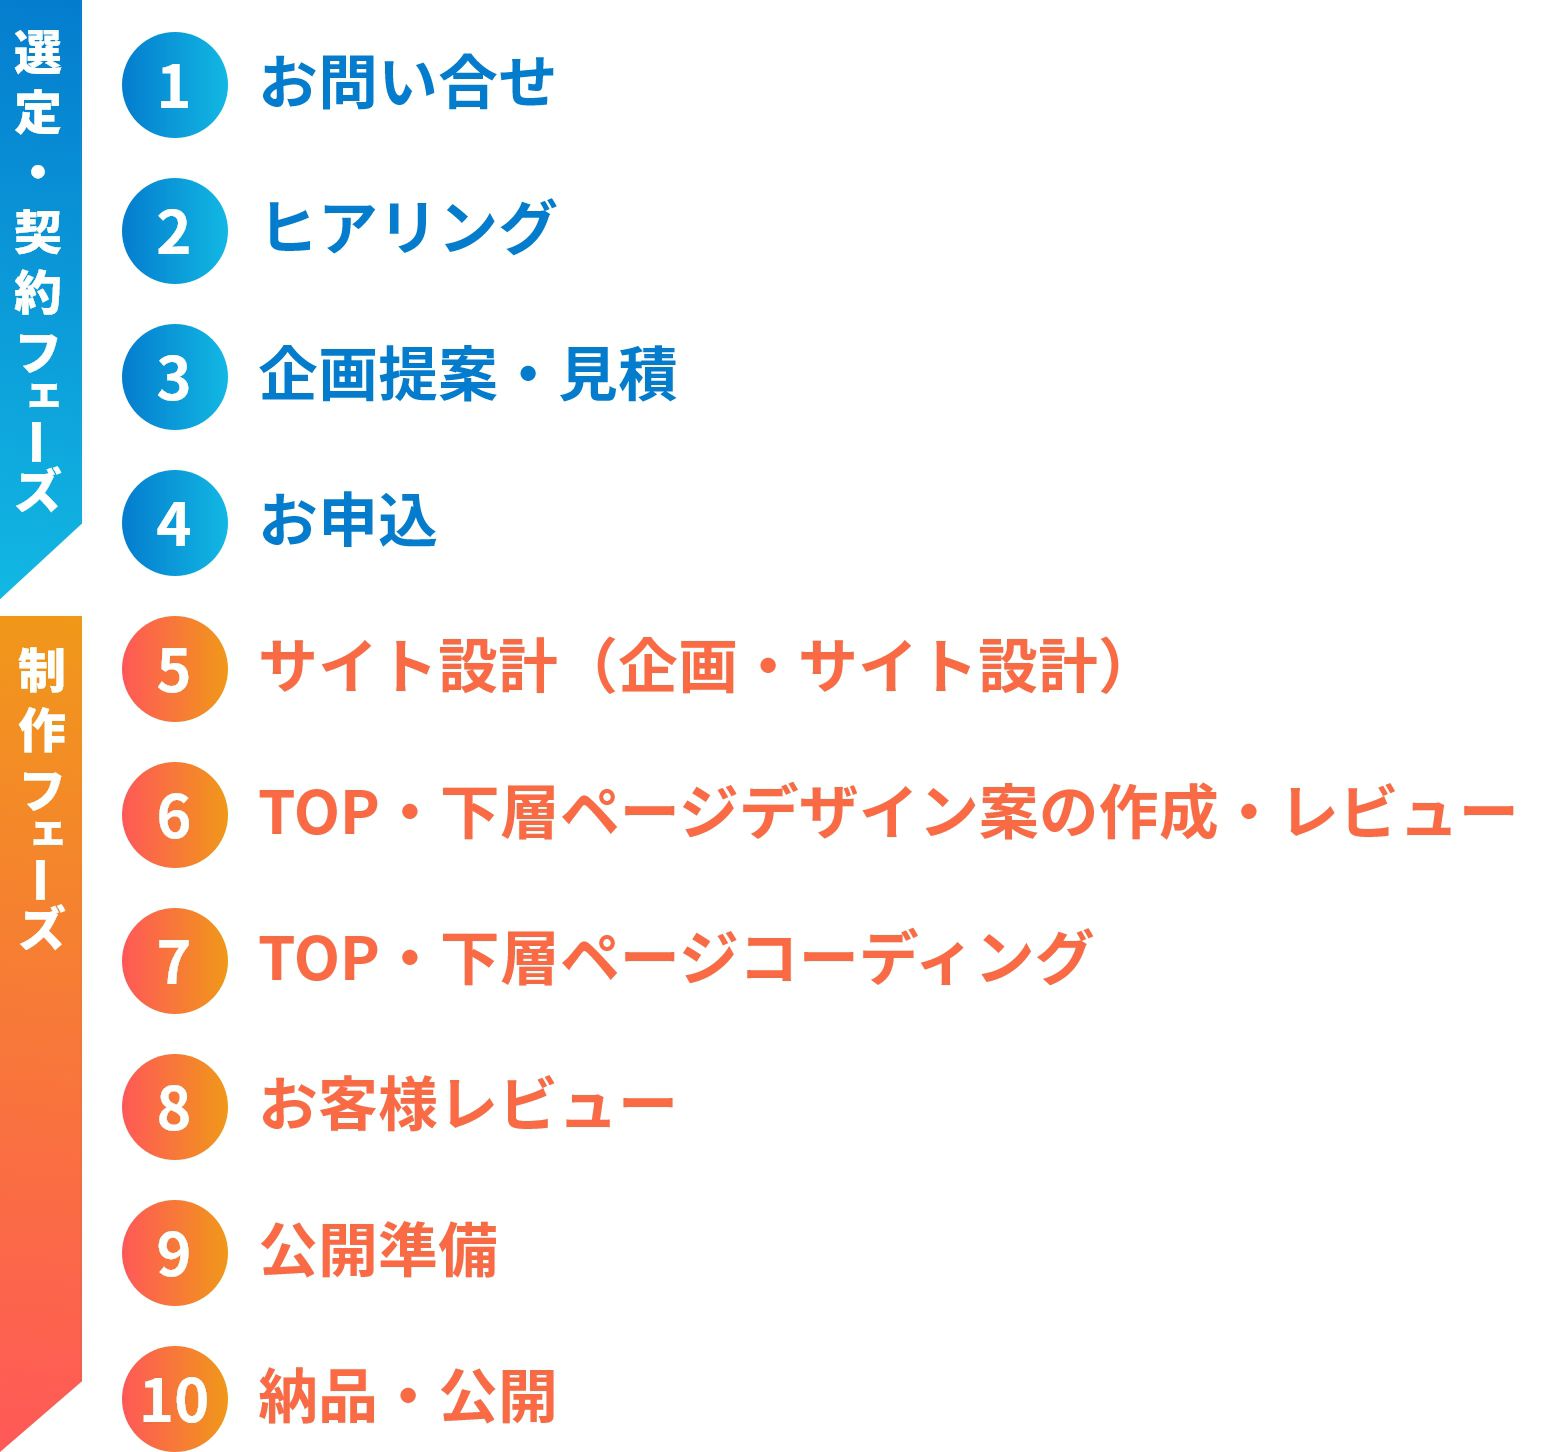 選定・契約フェーズ
1 お問い合せ
2 ヒアリング
3 企画提案・見積
4 お申込
制作フェーズ
5 サイト設計（企画・サイト設計）
6 TOP・下層ページデザイン案の作成・レビュー
7 TOP・下層ページコーディング
8 お客様レビュー
9 公開準備
10 納品・公開